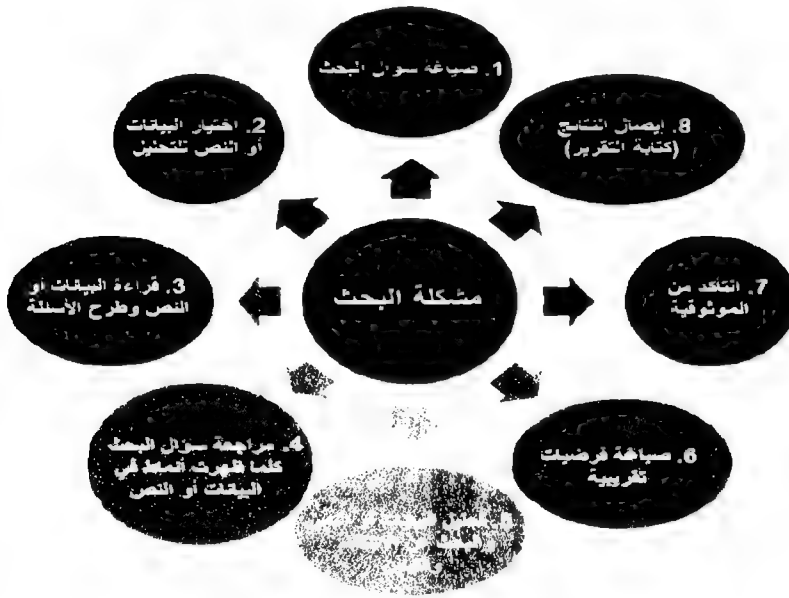 1. صياغة سوال البحث
2. اختيار البيانات
أو النص للتحليل
3. قراءة البيانات أو
النص وطرح الأسئلة
4. مراجعة سؤال البحث
كلما ظهرت أنماط في
البيانات أو النص
6. صياغة فرضيات
تقريبية
7. التأكد من
الموثوقية
8. إيصال النتائج
(كتابة التقرير)
مشكلة البحث